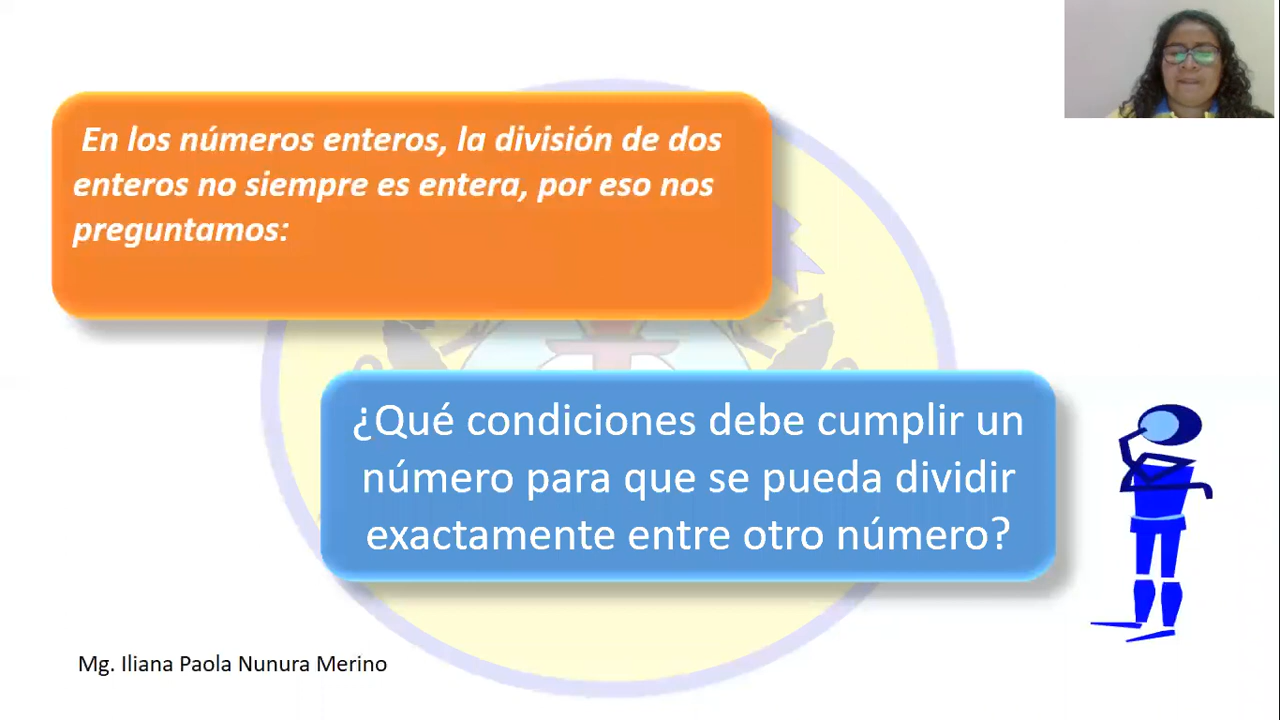 En los números enteros, la división de dos
enteros no siempre es entera, por eso nos
preguntamos:
¿Qué condiciones debe cumplir un
número para que se pueda dividir
exactamente entre otro número?
Mg. Iliana Paola Nunura Merino